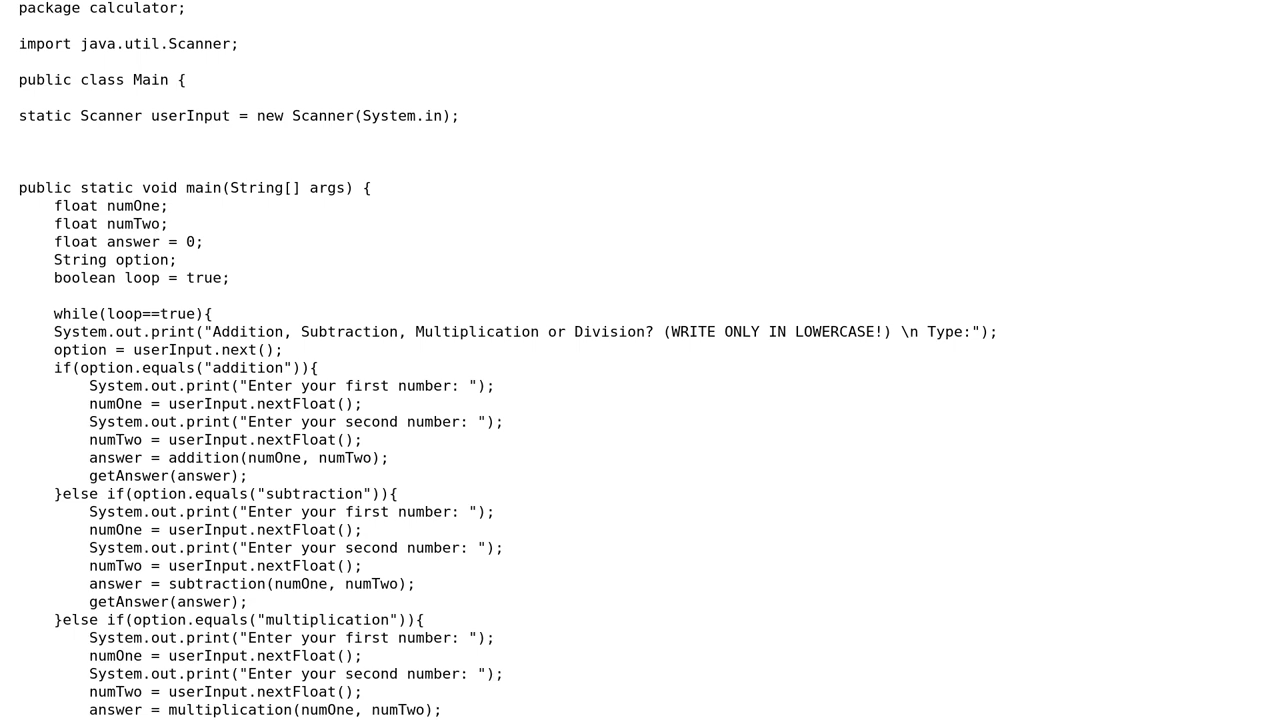 package calculator;
import java.util.Scanner;
public class Main {
static Scanner userInput = new Scanner(System.in);
public static void main(String[] args) {
    float numOne;
    float numTwo;
    float answer = 0;
    String option;
    boolean loop = true;
    while(loop==true){
    System.out.print("Addition, Subtraction, Multiplication or Division? (WRITE ONLY IN LOWERCASE!) \n Type:");
    option = userInput.next();
    if(option.equals("addition")){
        System.out.print("Enter your first number: ");
        numOne = userInput.nextFloat();
        System.out.print("Enter your second number: ");
        numTwo = userInput.nextFloat();
        answer = addition(numOne, numTwo);
        getAnswer(answer);
    }else if(option.equals("subtraction")){
        System.out.print("Enter your first number: ");
        numOne = userInput.nextFloat();
        System.out.print("Enter your second number: ");
        numTwo = userInput.nextFloat();
        answer = subtraction(numOne, numTwo);
        getAnswer(answer);
    }else if(option.equals("multiplication")){
        System.out.print("Enter your first number: ");
        numOne = userInput.nextFloat();
        System.out.print("Enter your second number: ");
        numTwo = userInput.nextFloat();
        answer = multiplication(numOne, numTwo);